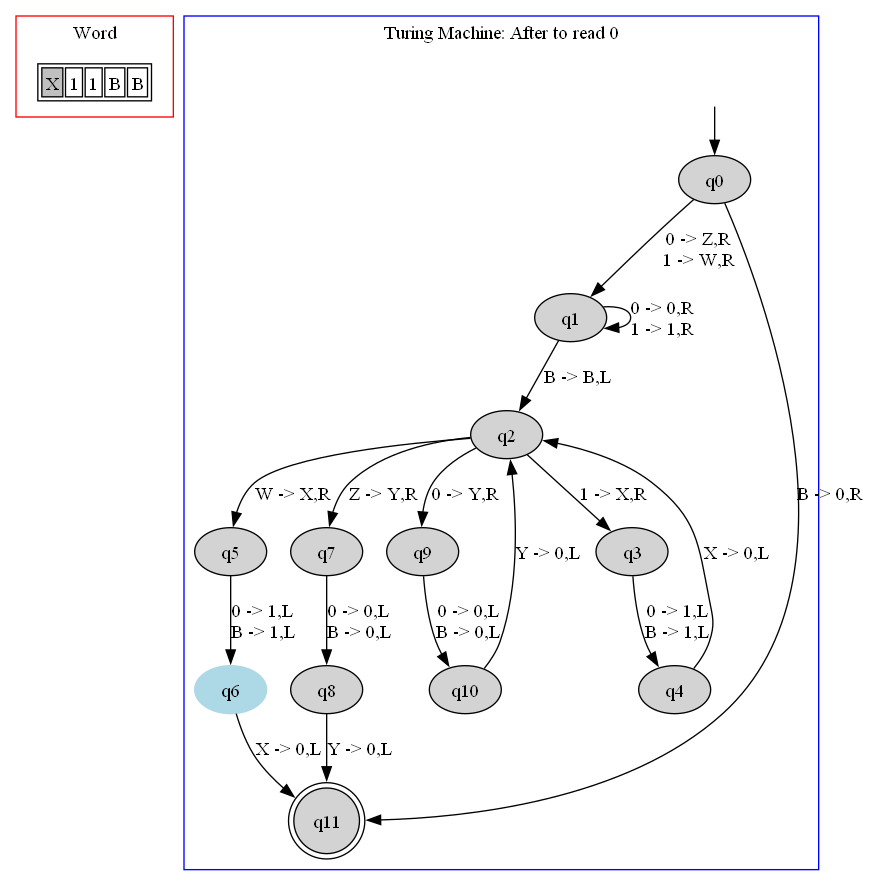 Word
X 1 1 B B
Turing Machine: After to read 0
q0
0 -> Z,R
1 -> W,R
q1
0 -> 0,R
1 -> 1,R
B -> B,L
q2
W -> X,R
Z -> Y,R
0 -> Y,R
1 -> X,R
B -> 0,R
q5
q7
q9
q3
Y -> 0,L
X -> 0,L
0 -> 1,L
B -> 1,L
0 -> 0,L
B -> 0,L
0 -> 0,L
B -> 0,L
0 -> 1,L
B -> 1,L
q6
q8
q10
q4
X -> 0,L
Y -> 0,L
q11